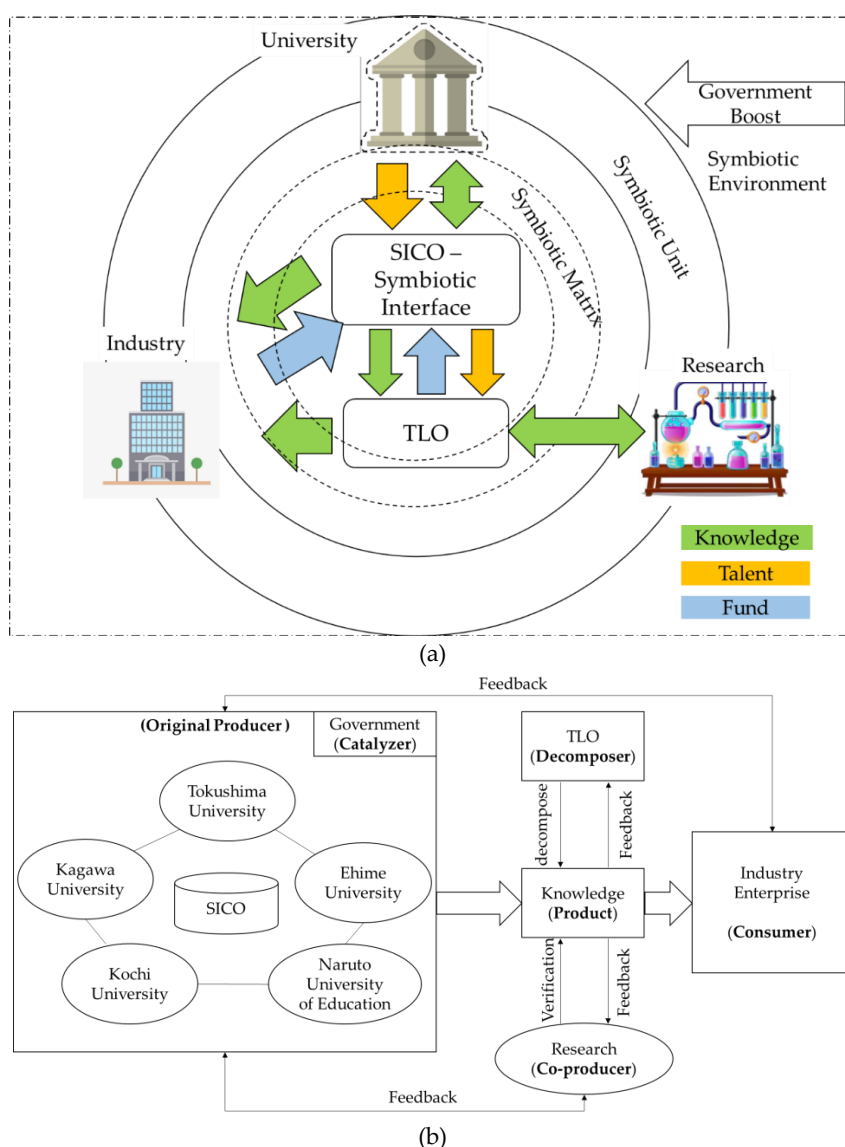 University
Government
Boost
Symbiotic
Environment
Symbiotic Unit
Symbiotic Matrix
SICO –
Symbiotic
Interface
Industry
Research
TLO
Knowledge
Talent
Fund
(a)
Feedback
(Original Producer )
Government
(Catalyzer)
TLO
(Decomposer)
Tokushima
University
decompose
Feedback
Kagawa
University
Ehime
University
SICO
Knowledge
(Product)
Industry
Enterprise
(Consumer)
Kochi
University
Naruto
University
of Education
Verification
Feedback
Research
(Co-producer)
Feedback
(b)